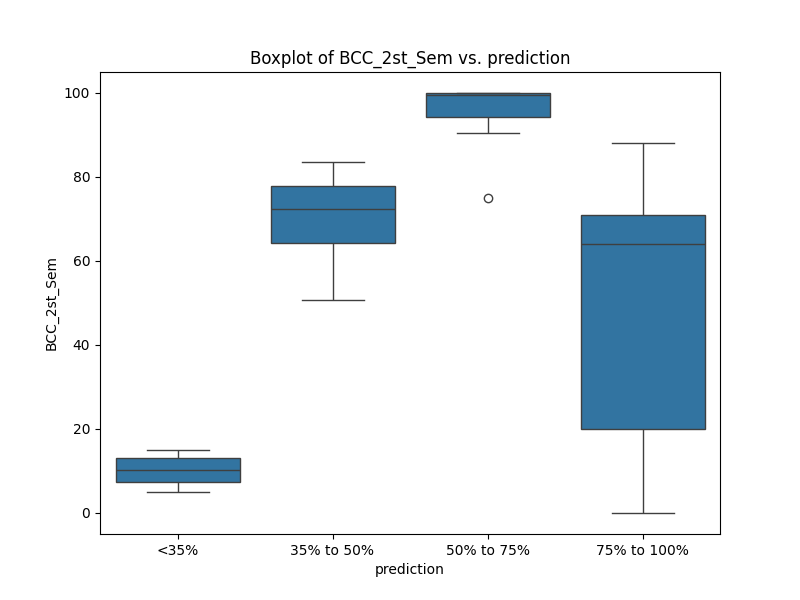 Boxplot of BCC_2st_Sem vs. prediction
BCC_2st_Sem
100
80
60
40
20
0
<35%
35% to 50%
50% to 75%
75% to 100%
prediction